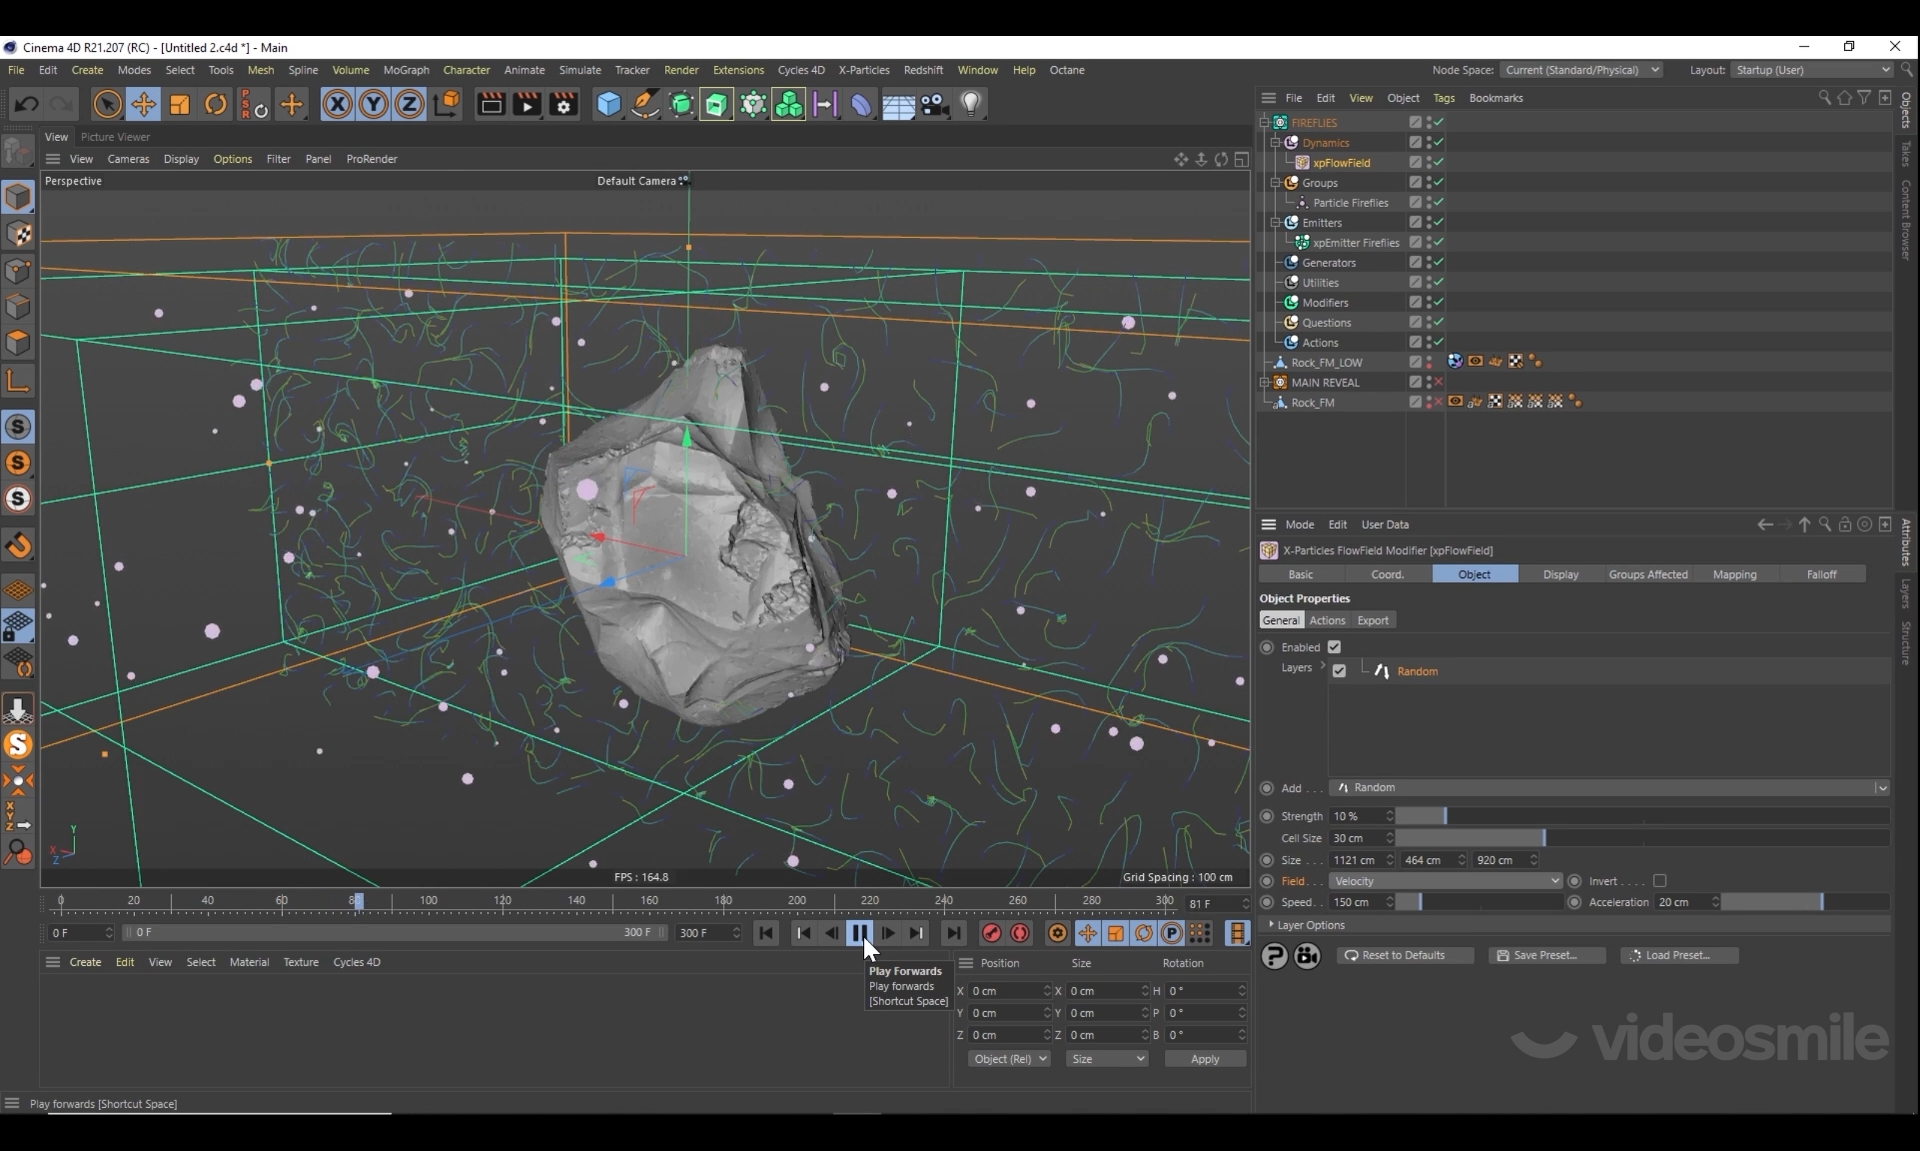 Cinema 4D R21.207 (RC) - [Untitled 2.c4d *] - Main
File Edit Create Modes Select Tools Mesh Spline Volume MoGraph Character Animate Simulate Tracker Render Extensions Cycles 4D X-Particles Redshift Window Help Octane
Node Space: Current (Standard/Physical) Layout: Startup (User)
File Edit View Object Tags Bookmarks
View Picture Viewer
View Cameras Display Options Filter Panel ProRender
Perspective
Default Camera
FIREFLIES
Dynamics
xpFlowField
Groups
Particle Fireflies
Emitters
xpEmitter Fireflies
Generators
Utilities
Modifiers
Questions
Actions
Rock_FM_LOW
MAIN REVEAL
Rock_FM
Objects
Takes
Content Browser
Mode Edit User Data
X-Particles FlowField Modifier [xpFlowField]
Basic Coord. Object Display Groups Affected Mapping Falloff
Object Properties
General Actions Export
Enabled
Layers
Random
Add . . . Random
Strength 10 %
Cell Size 30 cm
Size . . . 1121 cm 464 cm 920 cm
Field. . . Velocity Invert . . . .
Speed. . 150 cm Acceleration 20 cm
Layer Options
Reset to Defaults Save Preset... Load Preset...
Attributes
Layers
Structure
FPS : 164.8
Grid Spacing : 100 cm
Y
X
Z
0 20 40 60 80 100 120 140 160 180 200 220 240 260 280 300 81 F
0 F 0 F 300 F 300 F
Create Edit View Select Material Texture Cycles 4D
Play Forwards
Play forwards
[Shortcut Space]
Position Size Rotation
X 0 cm X 0 cm H 0 °
Y 0 cm Y 0 cm P 0 °
Z 0 cm Z 0 cm B 0 °
Object (Rel) Size Apply
videosmile
Play forwards [Shortcut Space]